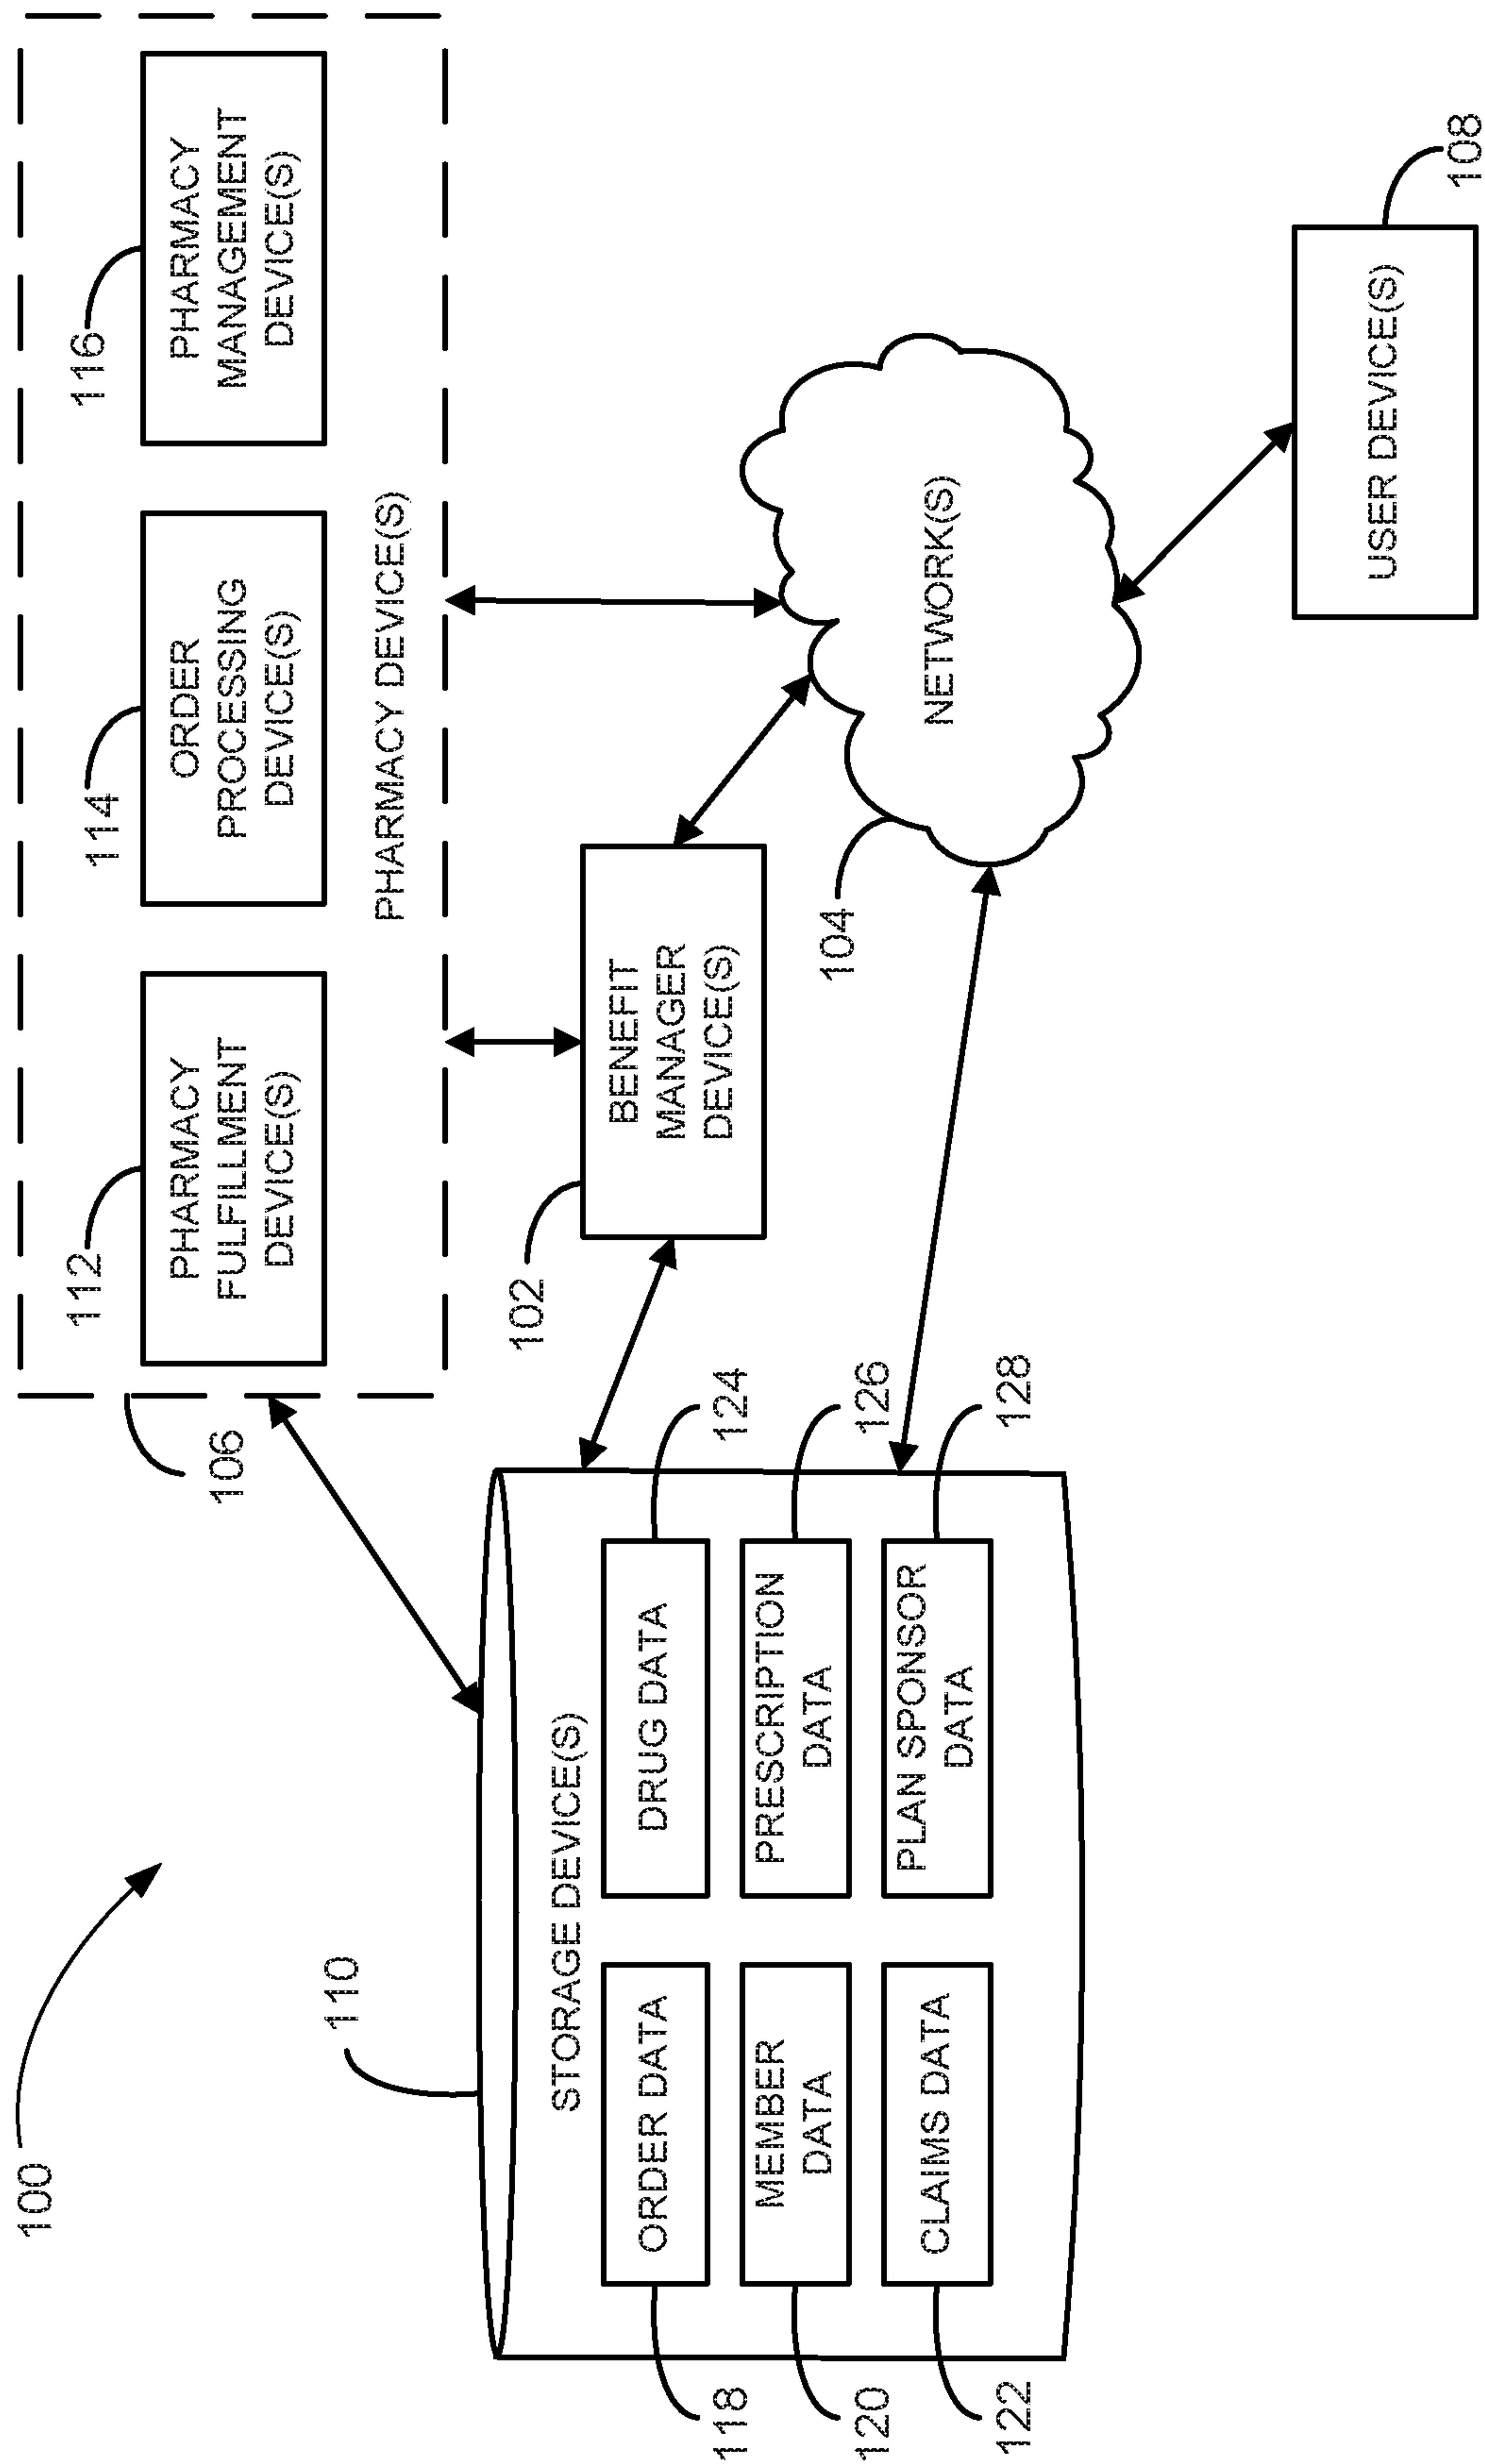 100
110
STORAGE DEVICE(S)
118
ORDER DATA
DRUG DATA
124
120
MEMBER
DATA
PRESCRIPTION
DATA
126
122
CLAIMS DATA
PLAN SPONSOR
DATA
128
106
112
PHARMACY
FULFILLMENT
DEVICE(S)
114
ORDER
PROCESSING
DEVICE(S)
116
PHARMACY
MANAGEMENT
DEVICE(S)
PHARMACY DEVICE(S)
102
BENEFIT
MANAGER
DEVICE(S)
104
NETWORK(S)
USER DEVICE(S)
108